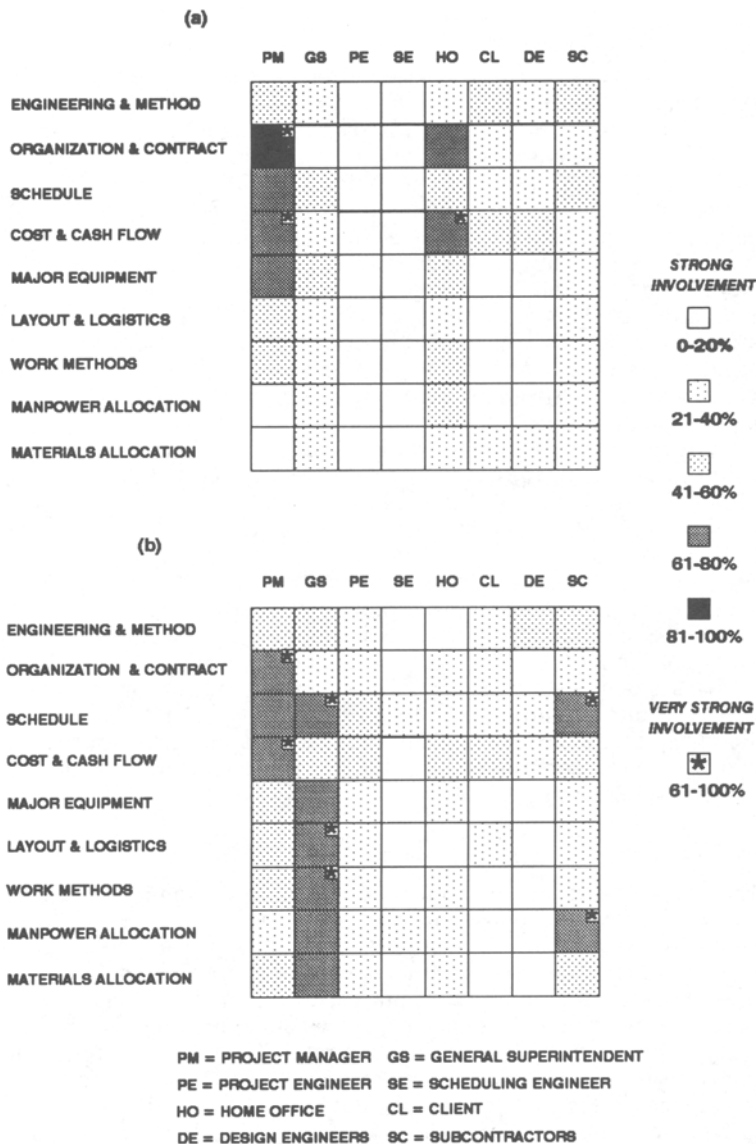 (a)
PM GS PE SE HO CL DE SC
ENGINEERING & METHOD
ORGANIZATION & CONTRACT
SCHEDULE
COST & CASH FLOW
MAJOR EQUIPMENT
LAYOUT & LOGISTICS
WORK METHODS
MANPOWER ALLOCATION
MATERIALS ALLOCATION
STRONG
INVOLVEMENT
0-20%
21-40%
41-60%
61-80%
81-100%
VERY STRONG
INVOLVEMENT
61-100%
(b)
PM GS PE SE HO CL DE SC
ENGINEERING & METHOD
ORGANIZATION & CONTRACT
SCHEDULE
COST & CASH FLOW
MAJOR EQUIPMENT
LAYOUT & LOGISTICS
WORK METHODS
MANPOWER ALLOCATION
MATERIALS ALLOCATION
PM = PROJECT MANAGER GS = GENERAL SUPERINTENDENT
PE = PROJECT ENGINEER SE = SCHEDULING ENGINEER
HO = HOME OFFICE CL = CLIENT
DE = DESIGN ENGINEERS SC = SUBCONTRACTORS